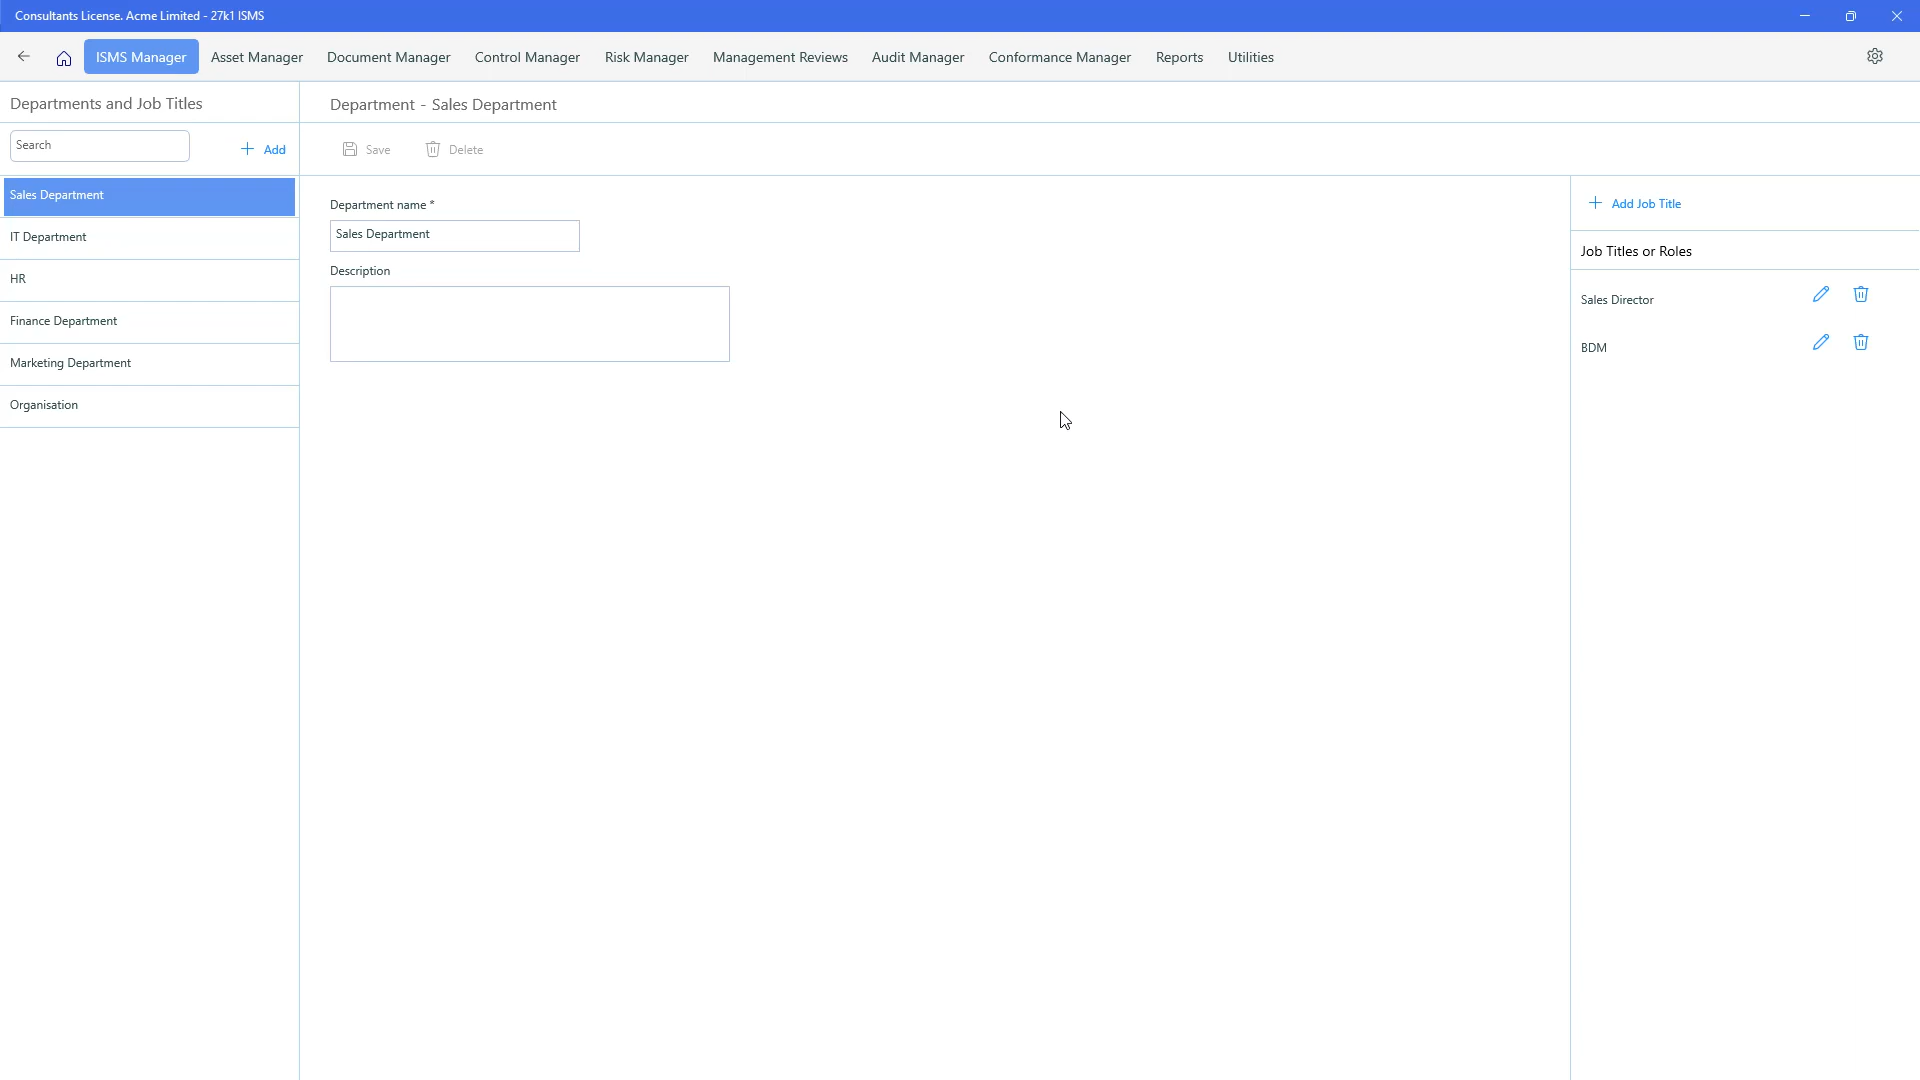 Consultants License. Acme Limited - 27k1 ISMS
ISMS Manager Asset Manager Document Manager Control Manager Risk Manager Management Reviews Audit Manager Conformance Manager Reports Utilities
Departments and Job Titles
Search
Add
Sales Department
IT Department
HR
Finance Department
Marketing Department
Organisation
Department - Sales Department
Save Delete
Department name *
Sales Department
Description
Add Job Title
Job Titles or Roles
Sales Director
BDM